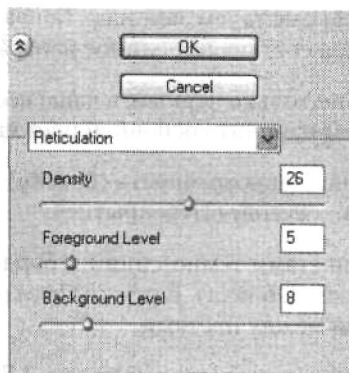 OK
Cancel
Reticulation
Density 26
Foreground Level 5
Background Level 8